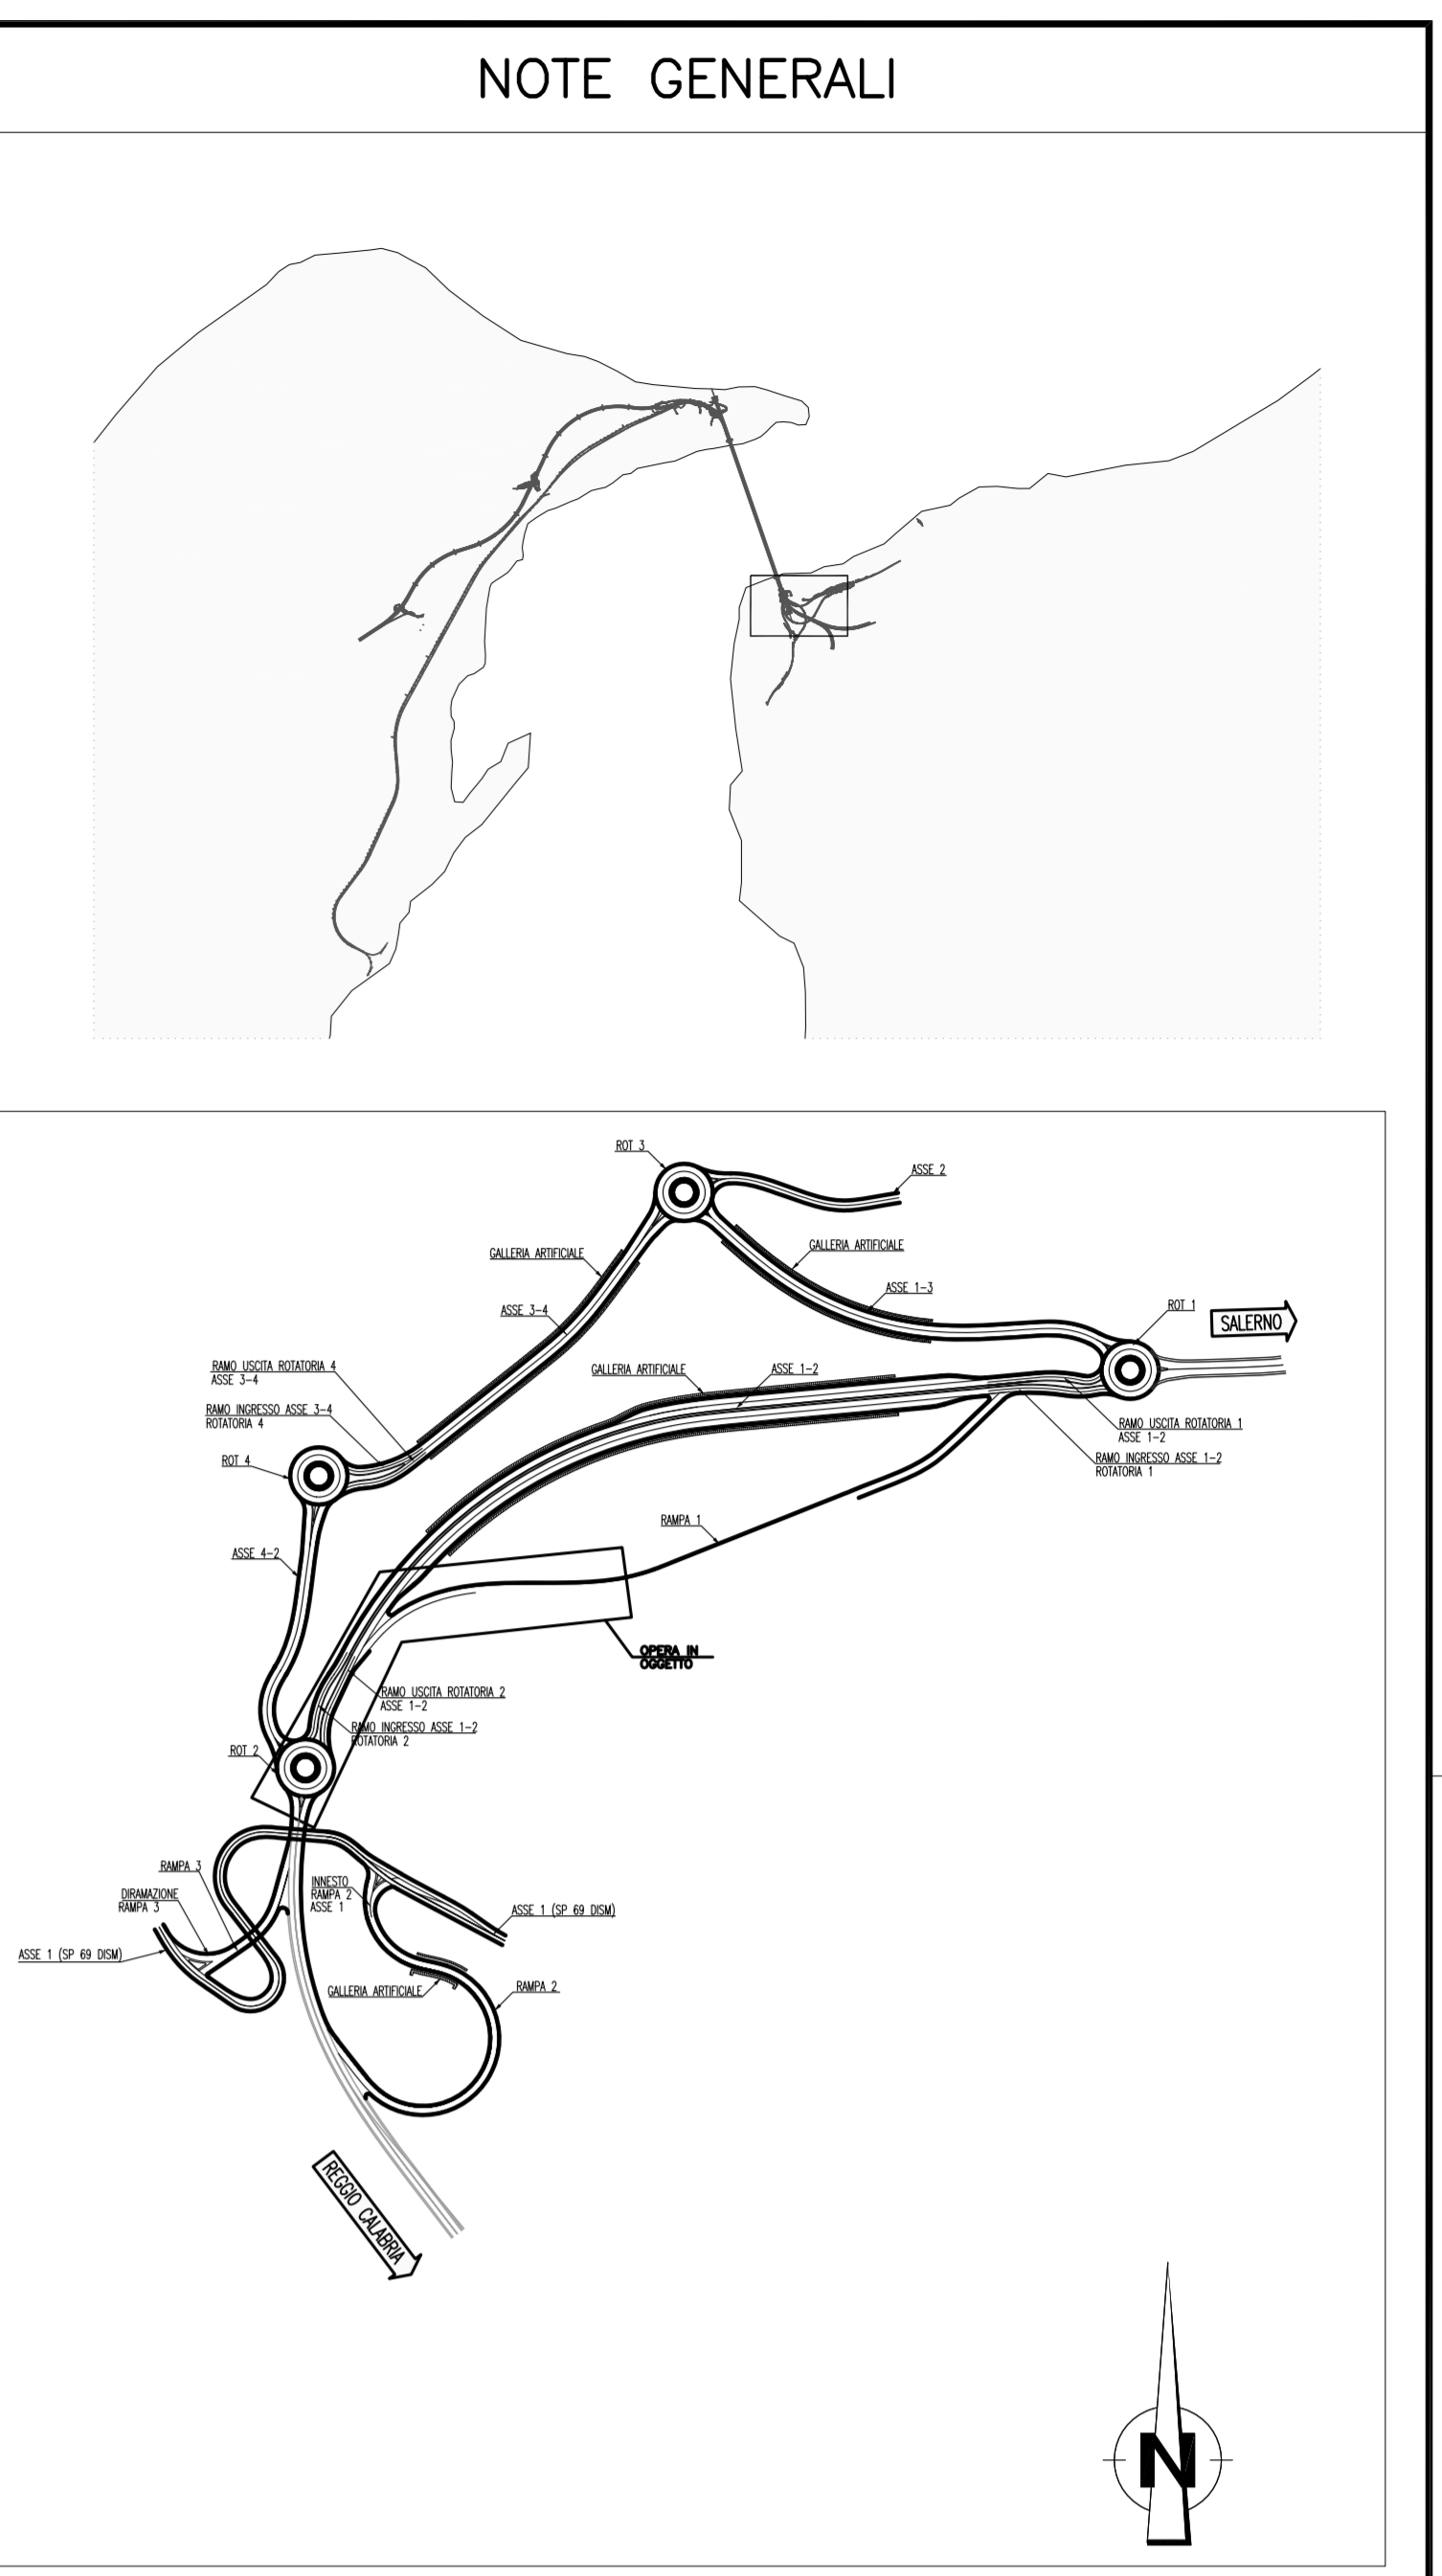 NOTE GENERALI
ROT 3
ASSE 2
GALLERIA ARTIFICIALE
GALLERIA ARTIFICIALE
ASSE 1-3
ASSE 3-4
ROT 1
SALERNO
RAMO USCITA ROTATORIA 4
ASSE 3-4
GALLERIA ARTIFICIALE
ASSE 1-2
RAMO INGRESSO ASSE 3-4
ROTATORIA 4
RAMO USCITA ROTATORIA 1
ASSE 1-2
ROT 4
RAMO INGRESSO ASSE 1-2
ROTATORIA 1
RAMPA 1
ASSE 4-2
OPERA IN
OGGETTO
RAMO USCITA ROTATORIA 2
ASSE 1-2
RAMO INGRESSO ASSE 1-2
ROTATORIA 2
ROT 2
RAMPA 3
INNESTO
RAMPA 2
ASSE 1
DIRAMAZIONE
RAMPA 3
ASSE 1 (SP 69 DISM)
ASSE 1 (SP 69 DISM)
GALLERIA ARTIFICIALE
RAMPA 2
REGGIO CALABRIA
N